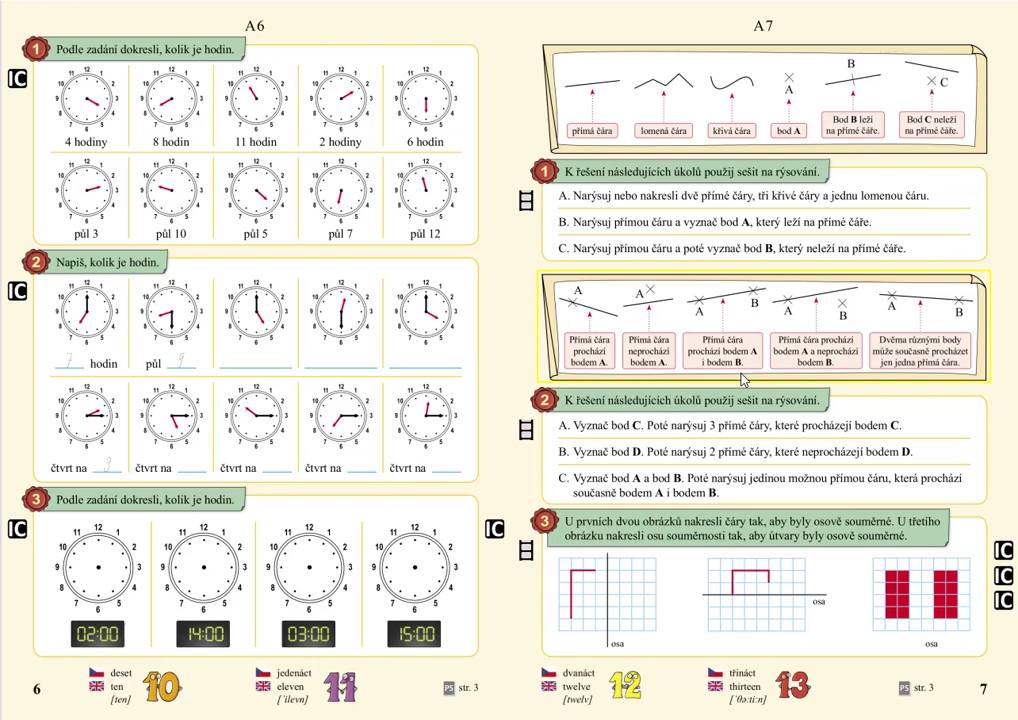 A 6
1 Podle zadání dokresli, kolik je hodin.
4 hodiny 8 hodin 11 hodin 2 hodiny 6 hodin
půl 3 půl 10 půl 5 půl 7 půl 12
2 Napiš, kolik je hodin.
7 hodin půl 9
čtvrt na 3 čtvrt na čtvrt na čtvrt na čtvrt na
3 Podle zadání dokresli, kolik je hodin.
02:00 14:00 03:00 15:00
6
deset
ten
[ten]
10
jedenáct
eleven
[ˈilevn]
11
PS str. 3
A 7
B
A
C
přímá čára
lomená čára
křivá čára
bod A
Bod B leží
na přímé čáře.
Bod C neleží
na přímé čáře.
1 K řešení následujících úkolů použij sešit na rýsování.
A. Narýsuj nebo nakresli dvě přímé čáry, tři křivé čáry a jednu lomenou čáru.
B. Narýsuj přímou čáru a vyznač bod A, který leží na přímé čáře.
C. Narýsuj přímou čáru a poté vyznač bod B, který neleží na přímé čáře.
A A A B A B A B
Přímá čára
prochází
bodem A.
Přímá čára
neprochází
bodem A.
Přímá čára
prochází bodem A
i bodem B.
Přímá čára prochází
bodem A a neprochází
bodem B.
Dvěma různými body
může současně procházet
jen jedna přímá čára.
2 K řešení následujících úkolů použij sešit na rýsování.
A. Vyznač bod C. Poté narýsuj 3 přímé čáry, které procházejí bodem C.
B. Vyznač bod D. Poté narýsuj 2 přímé čáry, které neprocházejí bodem D.
C. Vyznač bod A a bod B. Poté narýsuj jedinou možnou přímou čáru, která prochází
současně bodem A i bodem B.
3 U prvních dvou obrázků nakresli čáry tak, aby byly osově souměrné. U třetího
obrázku nakresli osu souměrnosti tak, aby útvary byly osově souměrné.
osa
osa
osa
dvanáct
twelve
[twelv]
12
třináct
thirteen
[ˈθə:ti:n]
13
PS str. 3
7